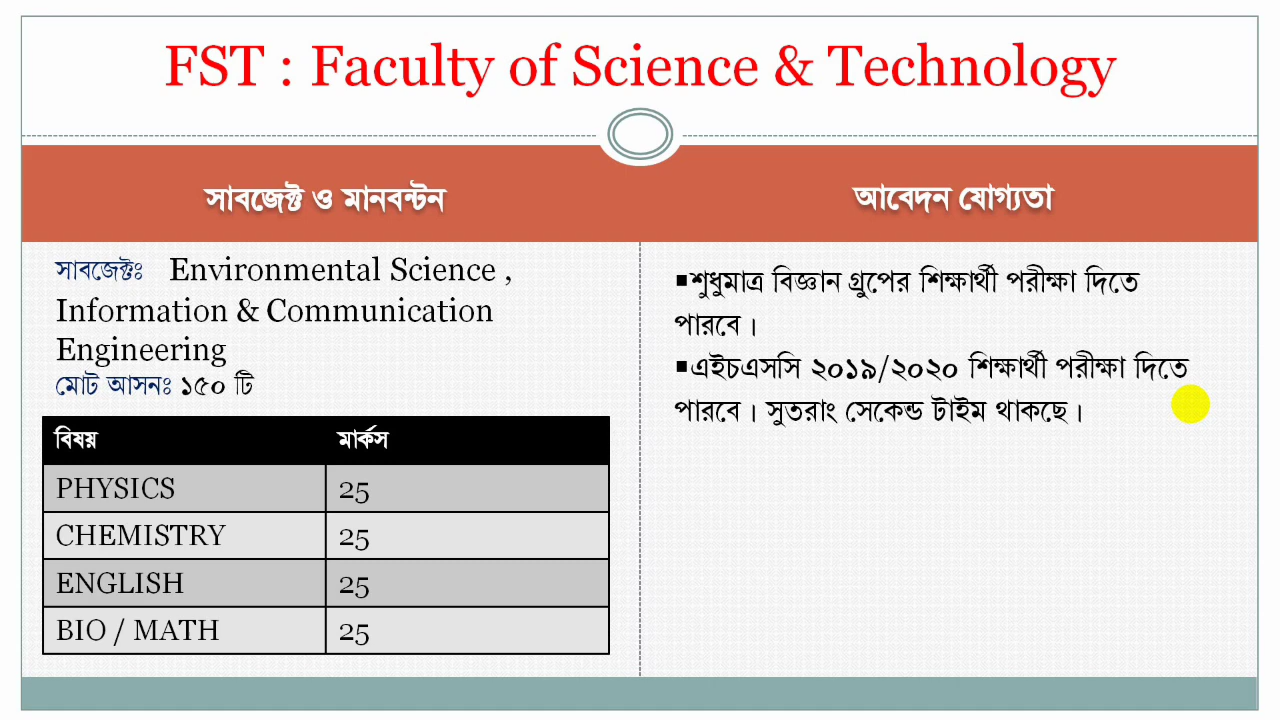 FST : Faculty of Science & Technology
সাবজেক্ট ও মানবন্টন
সাবজেক্টঃ Environmental Science ,
Information & Communication
Engineering
মোট আসনঃ ১৫০ টি
বিষয় মার্কস
PHYSICS 25
CHEMISTRY 25
ENGLISH 25
BIO / MATH 25
আবেদন যোগ্যতা
▪শুধুমাত্র বিজ্ঞান গ্রুপের শিক্ষার্থী পরীক্ষা দিতে
পারবে।
▪এইচএসসি ২০১৯/২০২০ শিক্ষার্থী পরীক্ষা দিতে
পারবে। সুতরাং সেকেন্ড টাইম থাকছে।